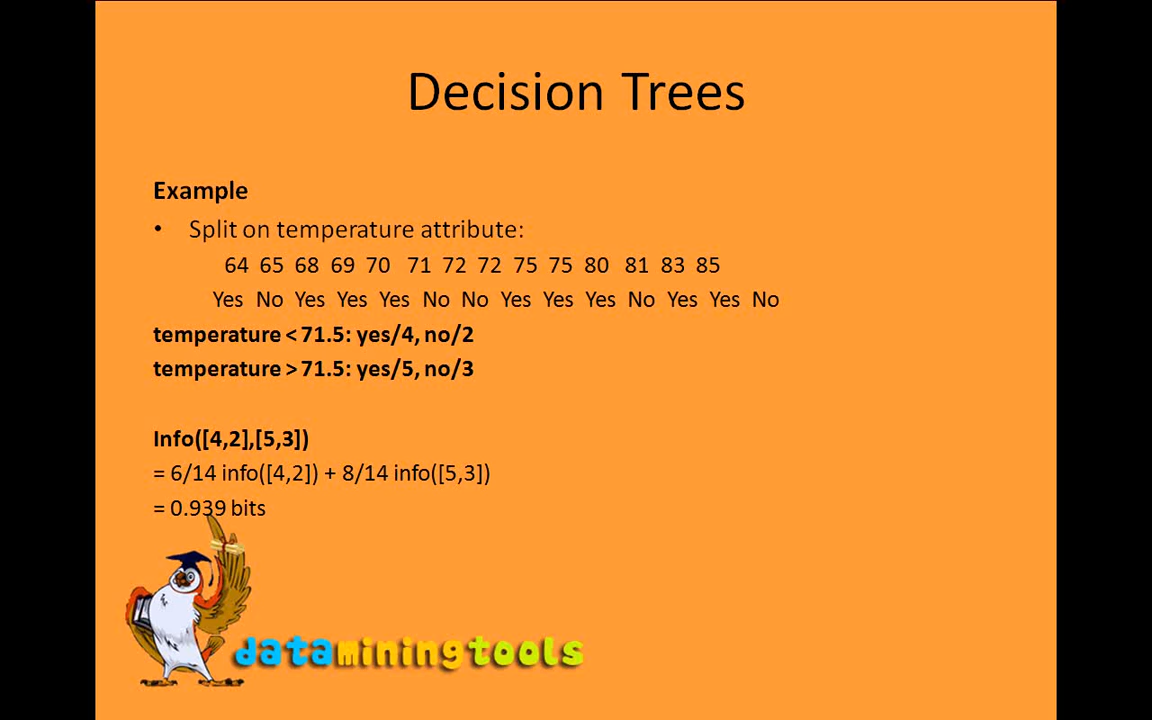 Decision Trees
Example
• Split on temperature attribute:
64 65 68 69 70 71 72 72 75 75 80 81 83 85
Yes No Yes Yes Yes No No Yes Yes Yes No Yes Yes No
temperature < 71.5: yes/4, no/2
temperature > 71.5: yes/5, no/3
Info([4,2],[5,3])
= 6/14 info([4,2]) + 8/14 info([5,3])
= 0.939 bits
dataminingtools